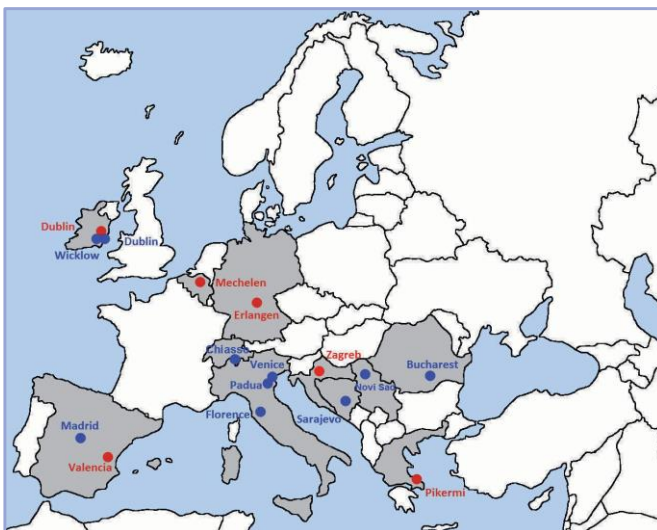 Dublin
Dublin
Wicklow
Mechelen
Erlangen
Chiasso
Venice
Zagreb
Bucharest
Padua
Novi Sad
Florence
Sarajevo
Madrid
Valencia
Pikermi